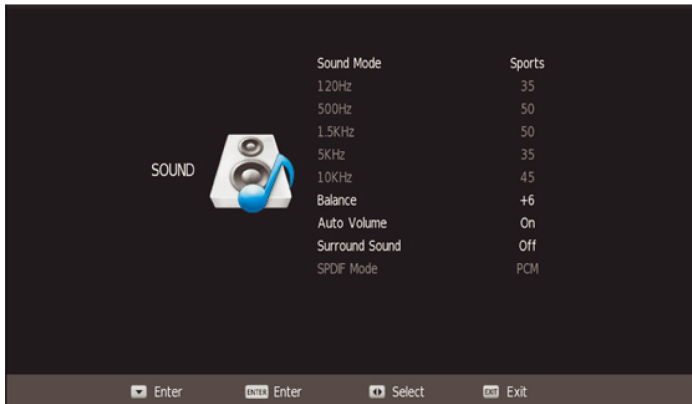 Sound Mode Sports
120Hz 35
500Hz 50
1.5KHz 50
5KHz 35
SOUND
10KHz 45
Balance +6
Auto Volume On
Surround Sound Off
SPDIF Mode PCM
Enter ENTER Enter Select EXIT Exit